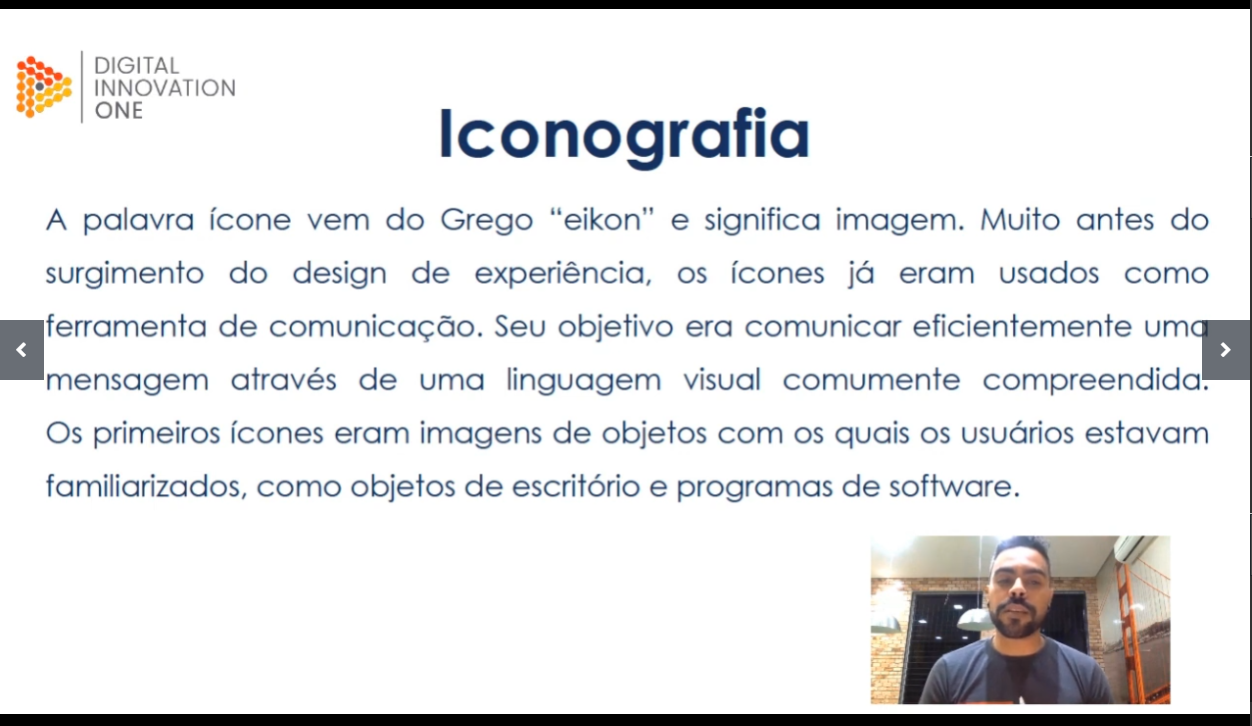 DIGITAL
INNOVATION
ONE
Iconografia
A palavra ícone vem do Grego “eikon” e significa imagem. Muito antes do
surgimento do design de experiência, os ícones já eram usados como
ferramenta de comunicação. Seu objetivo era comunicar eficientemente uma
mensagem através de uma linguagem visual comumente compreendida.
Os primeiros ícones eram imagens de objetos com os quais os usuários estavam
familiarizados, como objetos de escritório e programas de software.